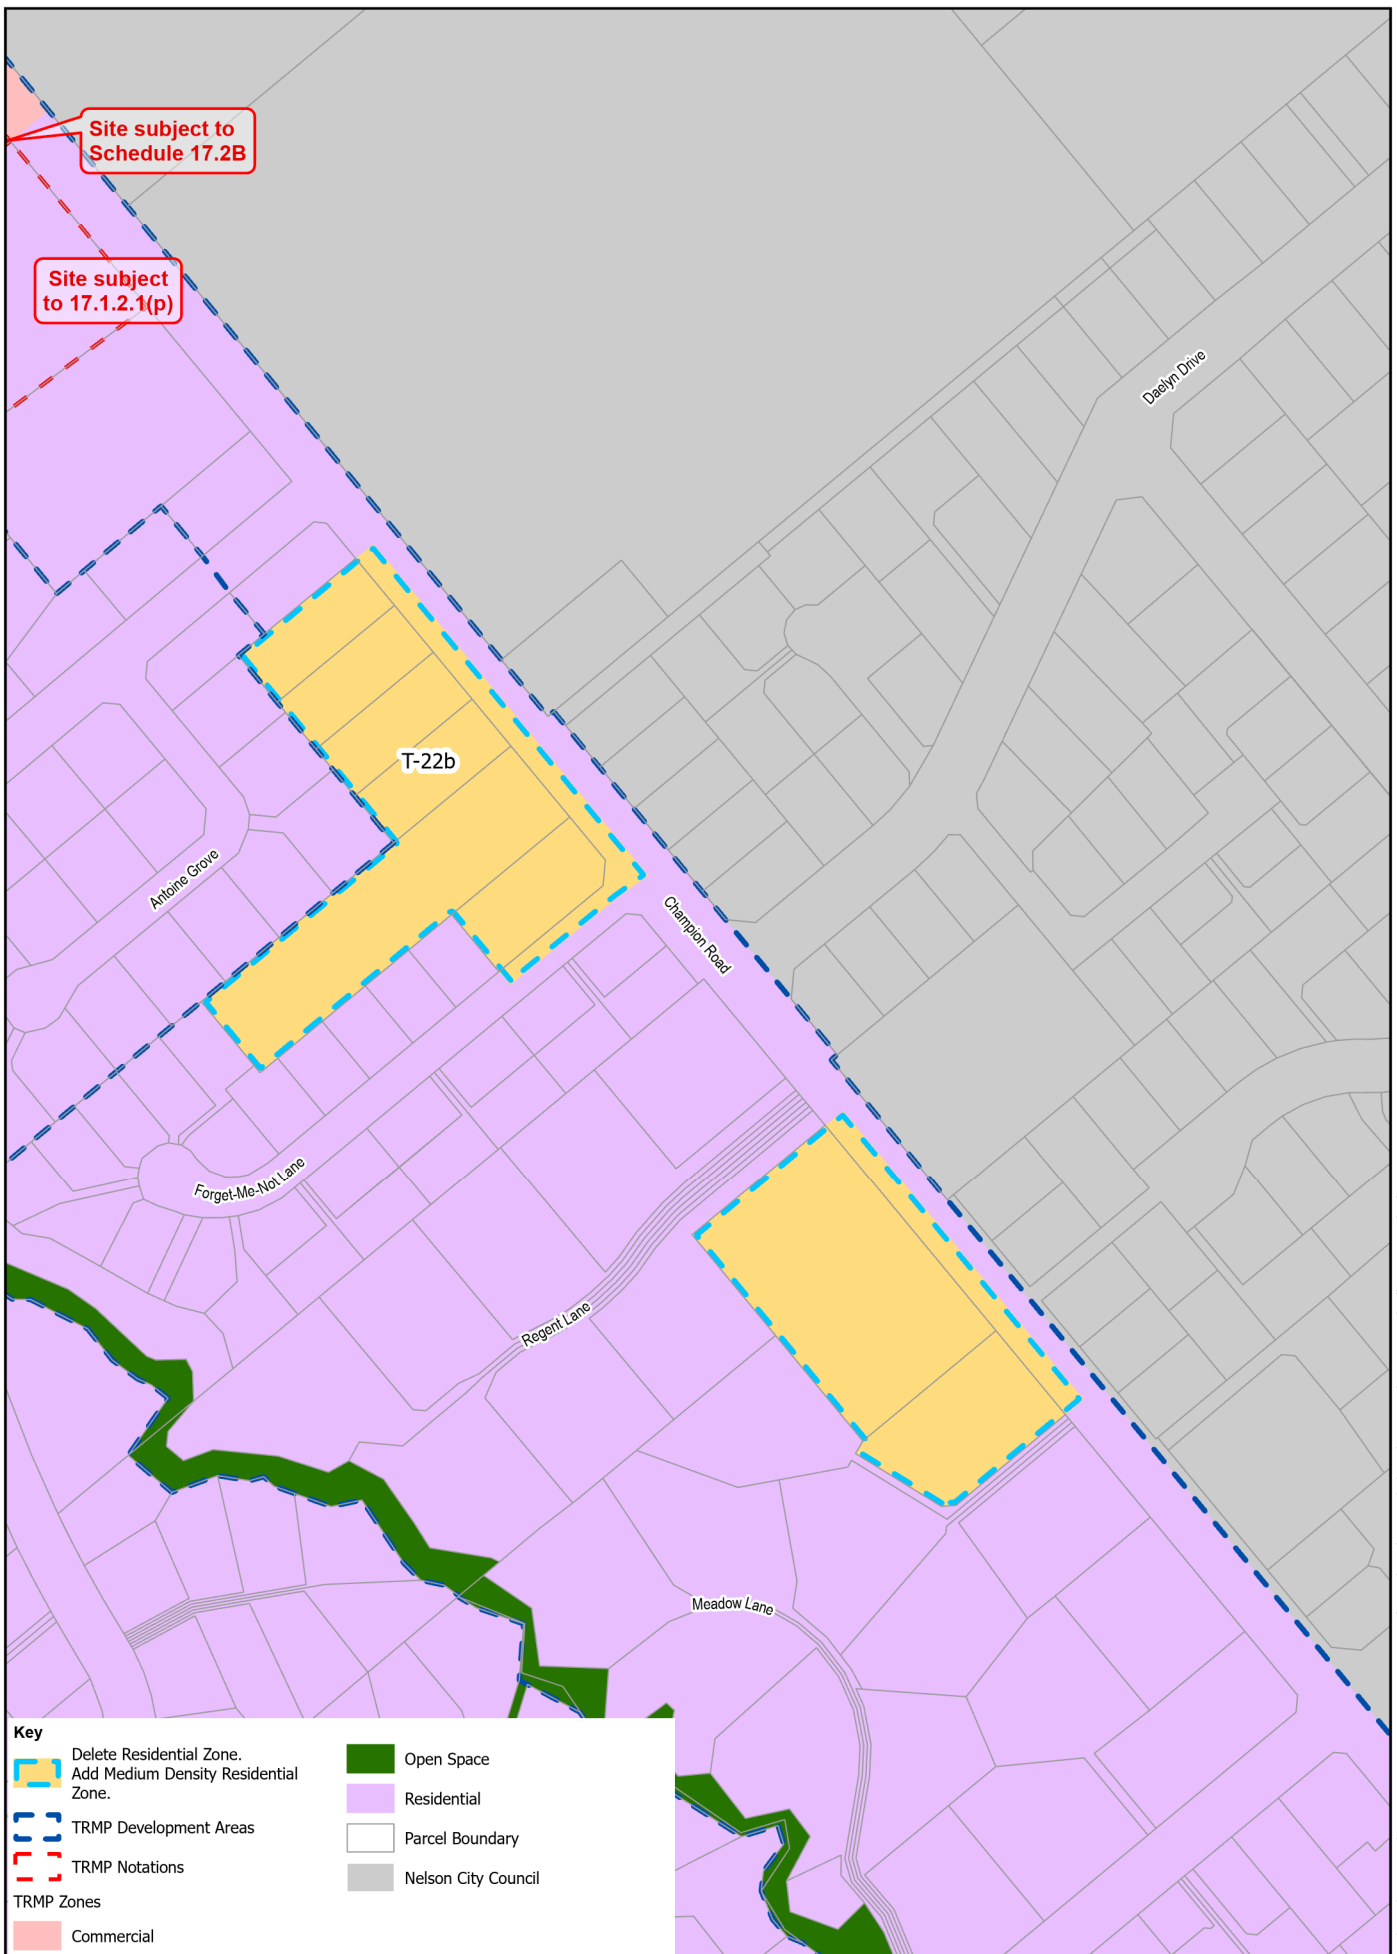 Site subject to
Schedule 17.2B
Site subject
to 17.1.2.1(p)
Daelyn Drive
T-22b
Antoine Grove
Champion Road
Forget-Me-Not Lane
Regent Lane
Meadow Lane
Key
Delete Residential Zone.
Add Medium Density Residential
Zone.
TRMP Development Areas
TRMP Notations
TRMP Zones
Commercial
Open Space
Residential
Parcel Boundary
Nelson City Council